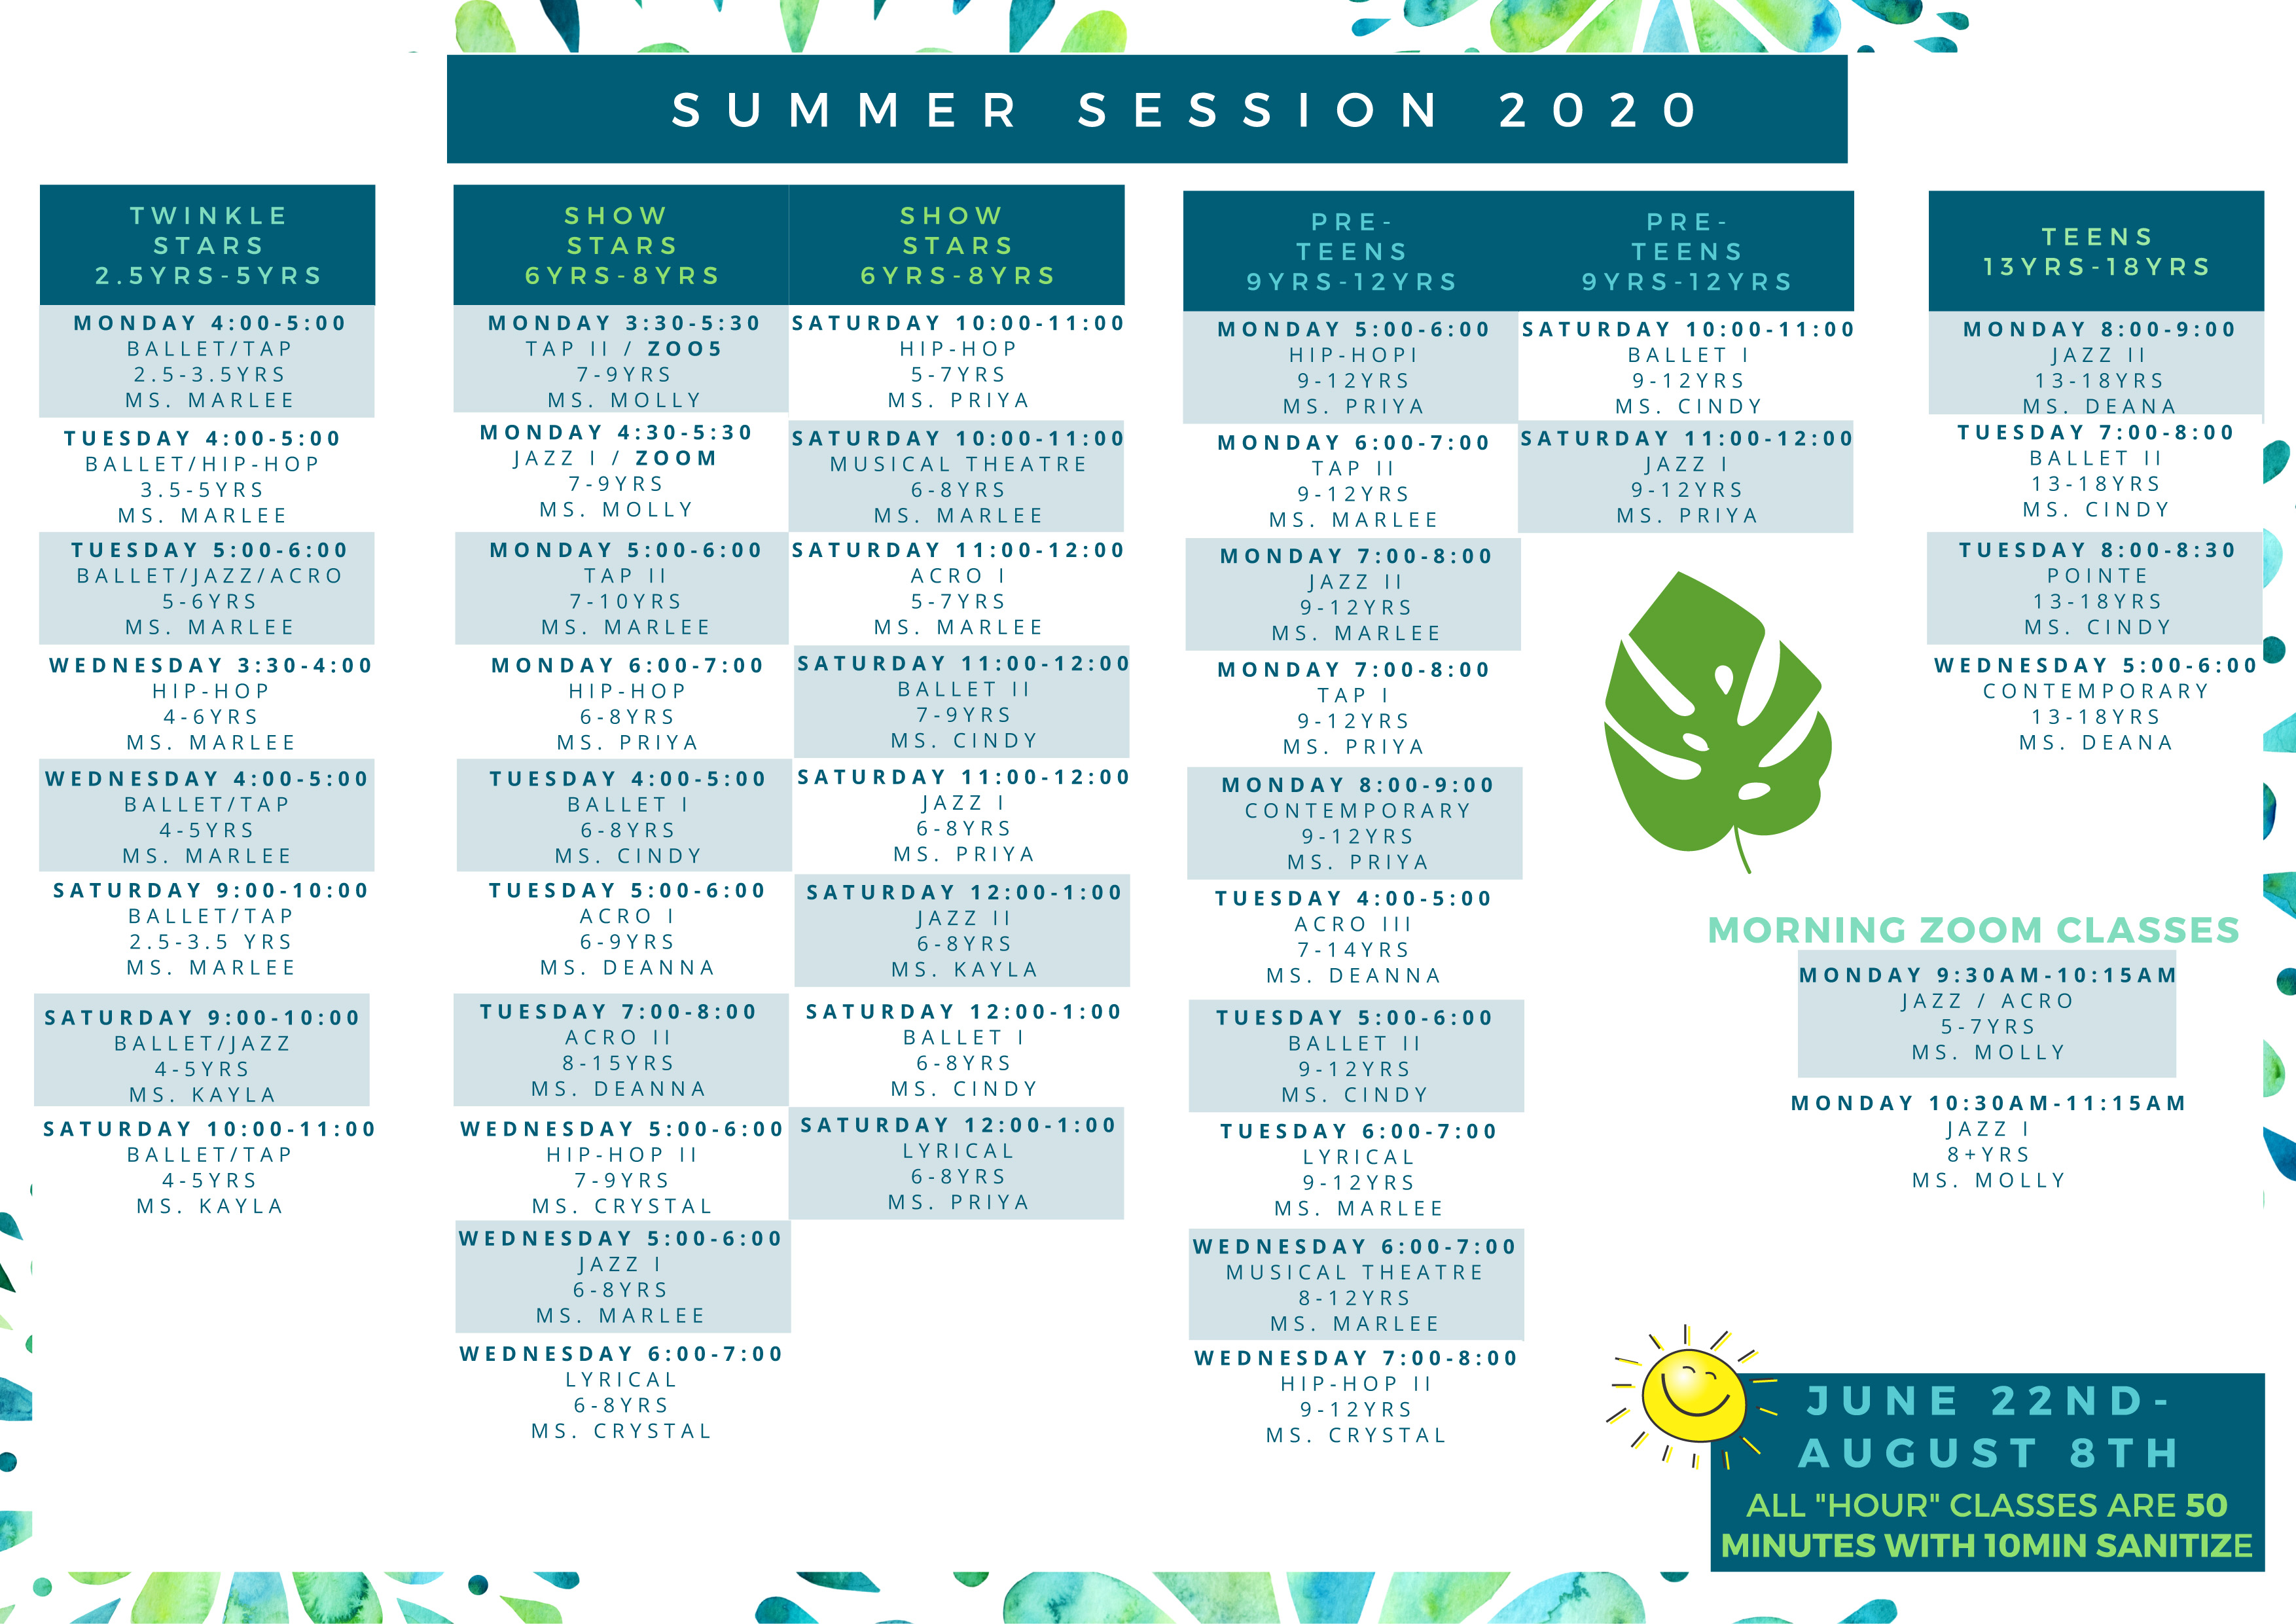 SUMMER SESSION 2020
TWINKLE
STARS
2.5YRS-5YRS
MONDAY 4:00-5:00
BALLET/TAP
2.5-3.5YRS
MS. MARLEE
TUESDAY 4:00-5:00
BALLET/HIP-HOP
3.5-5YRS
MS. MARLEE
TUESDAY 5:00-6:00
BALLET/JAZZ/ACRO
5-6YRS
MS. MARLEE
WEDNESDAY 3:30-4:00
HIP-HOP
4-6YRS
MS. MARLEE
WEDNESDAY 4:00-5:00
BALLET/TAP
4-5YRS
MS. MARLEE
SATURDAY 9:00-10:00
BALLET/TAP
2.5-3.5 YRS
MS. MARLEE
SATURDAY 9:00-10:00
BALLET/JAZZ
4-5YRS
MS. KAYLA
SATURDAY 10:00-11:00
BALLET/TAP
4-5YRS
MS. KAYLA
SHOW
STARS
6YRS-8YRS
MONDAY 3:30-5:30
TAP II / ZOO5
7-9YRS
MS. MOLLY
MONDAY 4:30-5:30
JAZZ I / ZOOM
7-9YRS
MS. MOLLY
MONDAY 5:00-6:00
TAP II
7-10YRS
MS. MARLEE
MONDAY 6:00-7:00
HIP-HOP
6-8YRS
MS. PRIYA
TUESDAY 4:00-5:00
BALLET I
6-8YRS
MS. CINDY
TUESDAY 5:00-6:00
ACRO I
6-9YRS
MS. DEANNA
TUESDAY 7:00-8:00
ACRO II
8-15YRS
MS. DEANNA
WEDNESDAY 5:00-6:00
HIP-HOP II
7-9YRS
MS. CRYSTAL
WEDNESDAY 5:00-6:00
JAZZ I
6-8YRS
MS. MARLEE
WEDNESDAY 6:00-7:00
LYRICAL
6-8YRS
MS. CRYSTAL
SHOW
STARS
6YRS-8YRS
SATURDAY 10:00-11:00
HIP-HOP
5-7YRS
MS. PRIYA
SATURDAY 10:00-11:00
MUSICAL THEATRE
6-8YRS
MS. MARLEE
SATURDAY 11:00-12:00
ACRO I
5-7YRS
MS. MARLEE
SATURDAY 11:00-12:00
BALLET II
7-9YRS
MS. CINDY
SATURDAY 11:00-12:00
JAZZ I
6-8YRS
MS. PRIYA
SATURDAY 12:00-1:00
JAZZ II
6-8YRS
MS. KAYLA
SATURDAY 12:00-1:00
BALLET I
6-8YRS
MS. CINDY
SATURDAY 12:00-1:00
LYRICAL
6-8YRS
MS. PRIYA
PRE-
TEENS
9YRS-12YRS
MONDAY 5:00-6:00
HIP-HOPI
9-12YRS
MS. PRIYA
MONDAY 6:00-7:00
TAP II
9-12YRS
MS. MARLEE
MONDAY 7:00-8:00
JAZZ II
9-12YRS
MS. MARLEE
MONDAY 7:00-8:00
TAP I
9-12YRS
MS. PRIYA
MONDAY 8:00-9:00
CONTEMPORARY
9-12YRS
MS. PRIYA
TUESDAY 4:00-5:00
ACRO III
7-14YRS
MS. DEANNA
TUESDAY 5:00-6:00
BALLET II
9-12YRS
MS. CINDY
TUESDAY 6:00-7:00
LYRICAL
9-12YRS
MS. MARLEE
WEDNESDAY 6:00-7:00
MUSICAL THEATRE
8-12YRS
MS. MARLEE
WEDNESDAY 7:00-8:00
HIP-HOP II
9-12YRS
MS. CRYSTAL
PRE-
TEENS
9YRS-12YRS
SATURDAY 10:00-11:00
BALLET I
9-12YRS
MS. CINDY
SATURDAY 11:00-12:00
JAZZ I
9-12YRS
MS. PRIYA
TEENS
13YRS-18YRS
MONDAY 8:00-9:00
JAZZ II
13-18YRS
MS. DEANA
TUESDAY 7:00-8:00
BALLET II
13-18YRS
MS. CINDY
TUESDAY 8:00-8:30
POINTE
13-18YRS
MS. CINDY
WEDNESDAY 5:00-6:00
CONTEMPORARY
13-18YRS
MS. DEANA
MORNING ZOOM CLASSES
MONDAY 9:30AM-10:15AM
JAZZ / ACRO
5-7YRS
MS. MOLLY
MONDAY 10:30AM-11:15AM
JAZZ I
8+YRS
MS. MOLLY
JUNE 22ND-
AUGUST 8TH
ALL "HOUR" CLASSES ARE 50
MINUTES WITH 10MIN SANITIZE